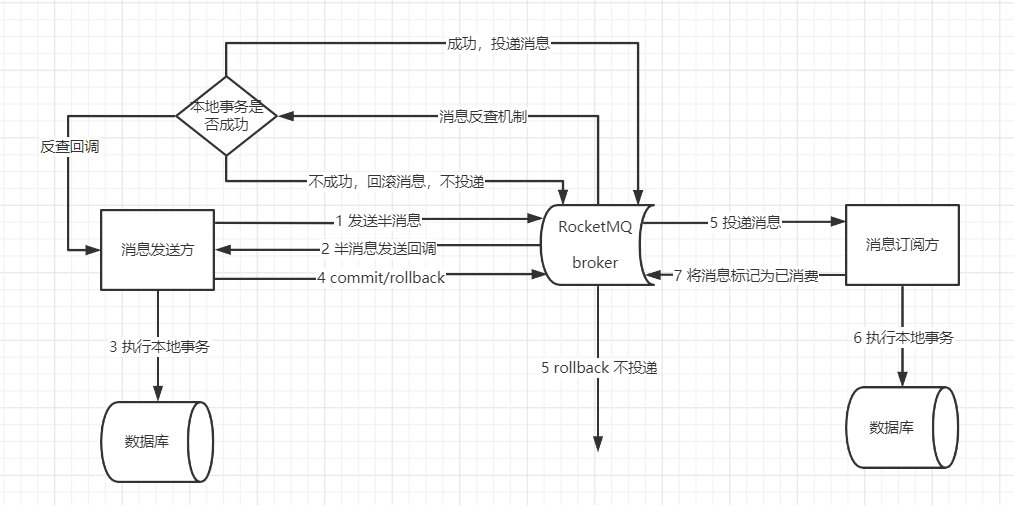 成功，投递消息
本地事务是
否成功
消息反查机制
反查回调
不成功，回滚消息，不投递
1 发送半消息
RocketMQ
broker
5 投递消息
消息发送方
2 半消息发送回调
消息订阅方
4 commit/rollback
7 将消息标记为已消费
3 执行本地事务
6 执行本地事务
5 rollback 不投递
数据库
数据库